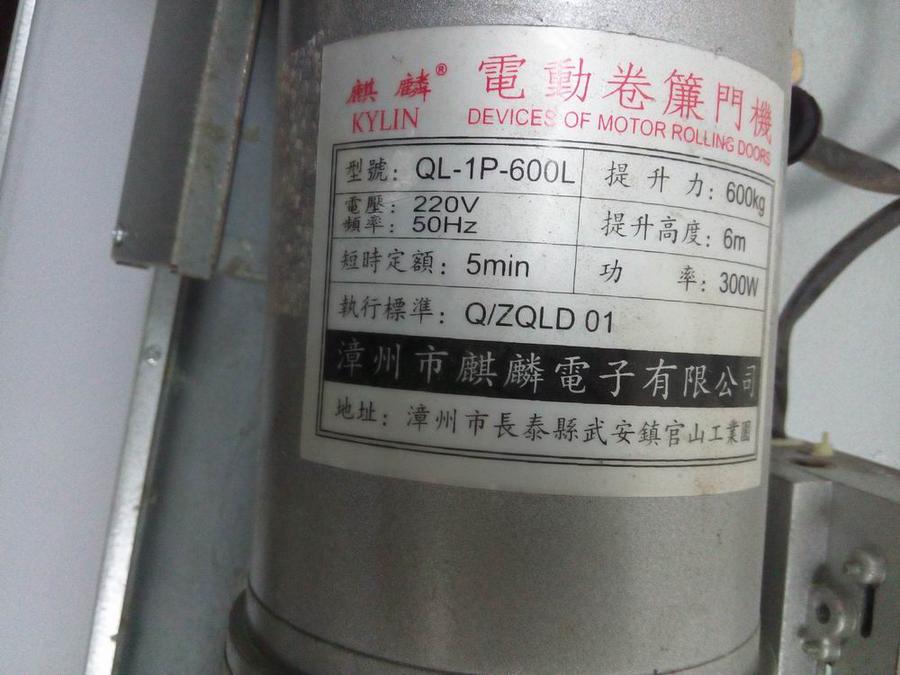 麒麟® 電動卷簾門機
KYLIN DEVICES OF MOTOR ROLLING DOORS
型號: QL-1P-600L 提升力: 600kg
電壓: 220V
頻率: 50Hz
提升高度: 6m
短時定額: 5min 功率: 300W
執行標準: Q/ZQLD 01
漳州市麒麟電子有限公司
地址: 漳州市長泰縣武安鎮官山工業園